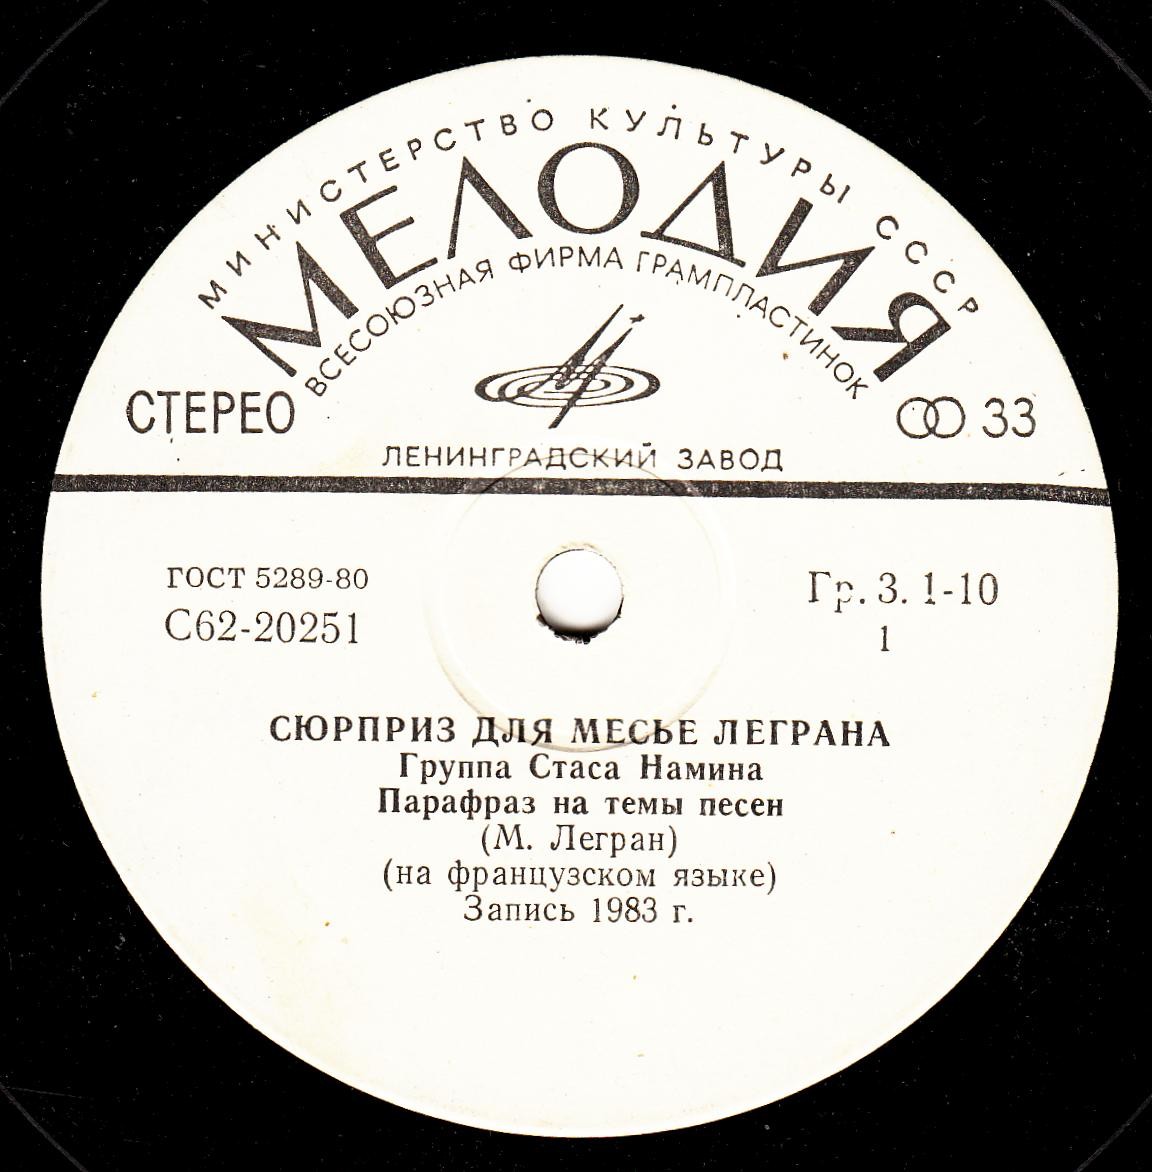 МИНИСТЕРСТВО КУЛЬТУРЫ СССР
МЕЛОДИЯ
ВСЕСОЮЗНАЯ ФИРМА ГРАМПЛАСТИНОК
СТЕРЕО
33
ЛЕНИНГРАДСКИЙ ЗАВОД
ГОСТ 5289-80
С62-20251
Гр. 3. 1-10
1
СЮРПРИЗ ДЛЯ МЕСЬЕ ЛЕГРАНА
Группа Стаса Намина
Парафраз на темы песен
(М. Легран)
(на французском языке)
Запись 1983 г.